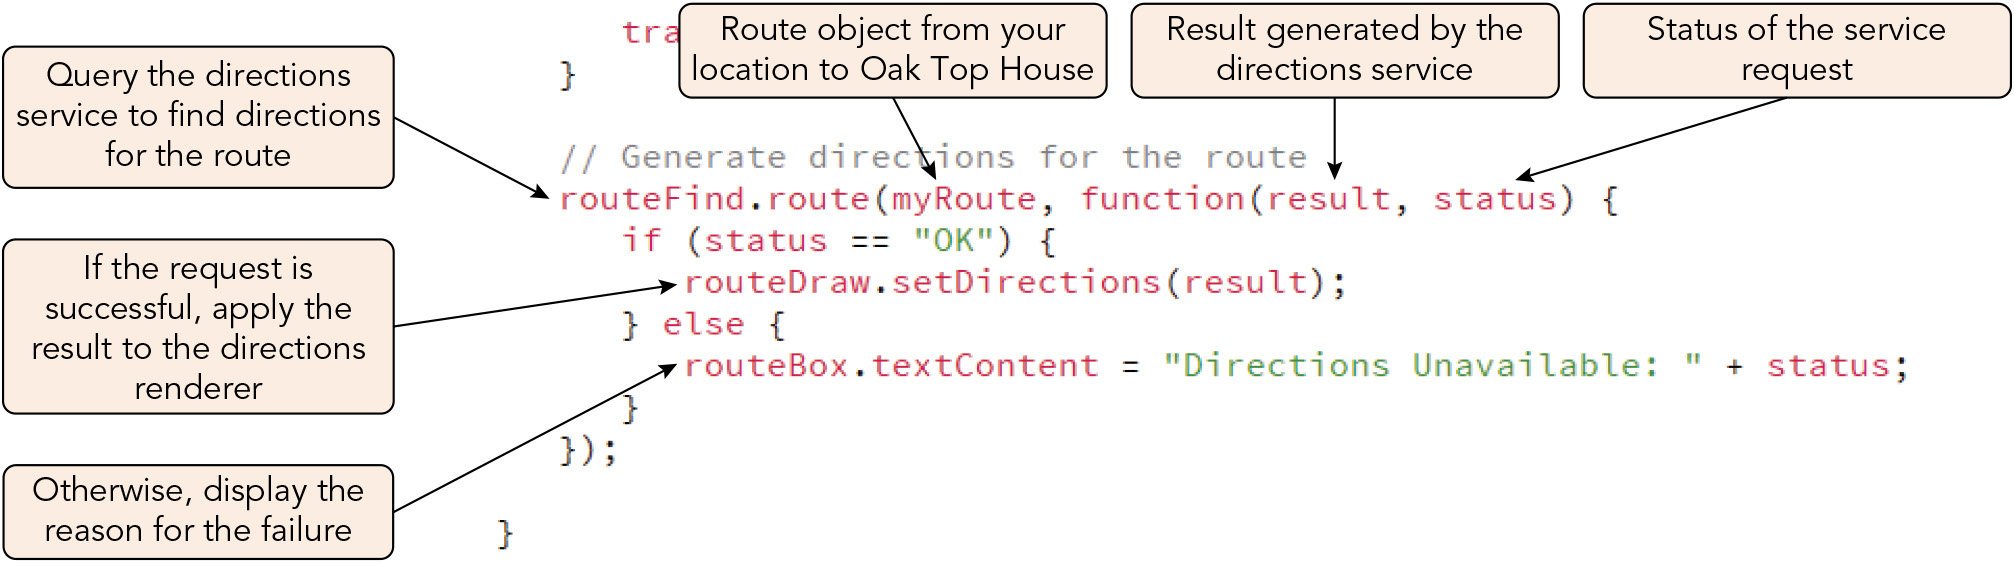 Route object from your
location to Oak Top House
Result generated by the
directions service
Status of the service
request
Query the directions
service to find directions
for the route
If the request is
successful, apply the
result to the directions
renderer
Otherwise, display the
reason for the failure
tra
}
// Generate directions for the route
routeFind.route(myRoute, function(result, status) {
if (status == "OK") {
routeDraw.setDirections(result);
} else {
routeBox.textContent = "Directions Unavailable: " + status;
}
});
}